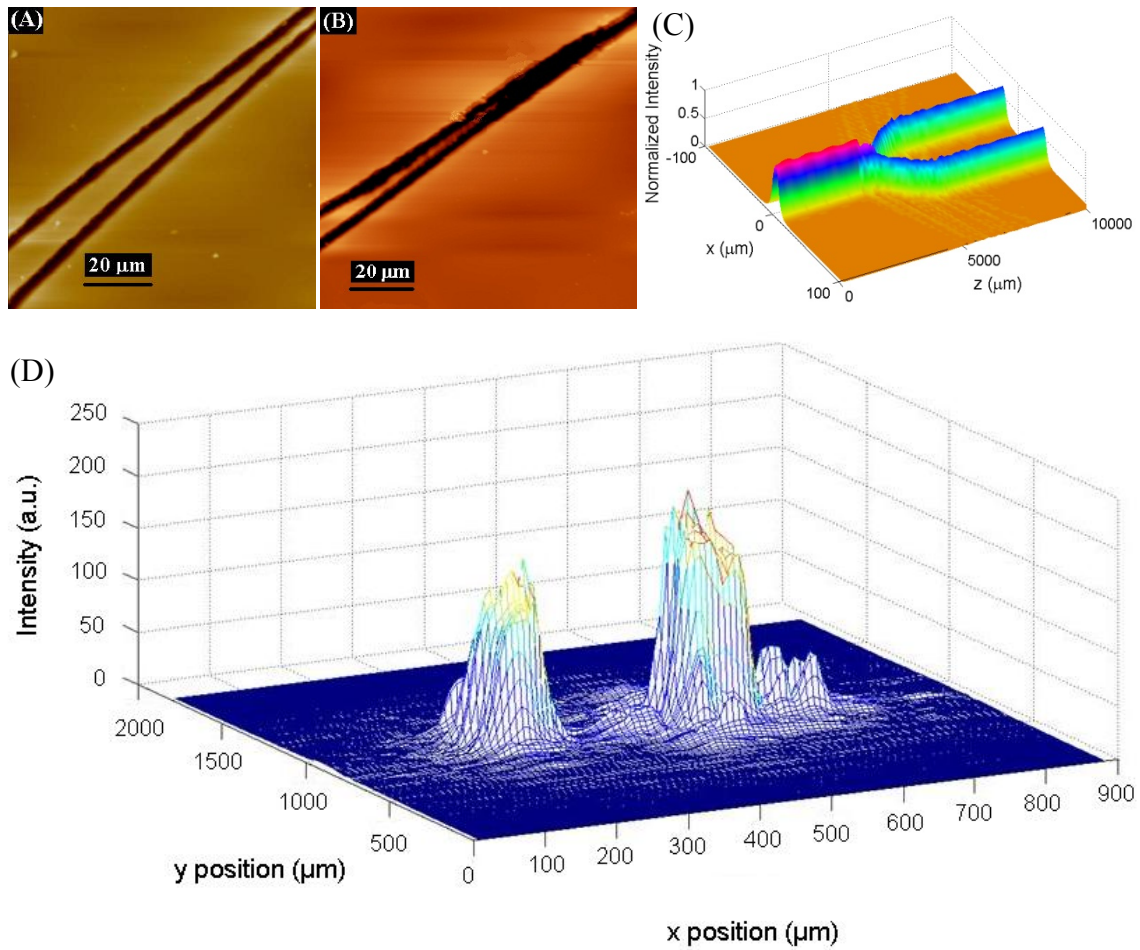 (A)
20 μm
(B)
20 μm
(C)
Normalized Intensity
1
0.5
0
-100
0
100
x (μm)
0
5000
10000
z (μm)
(D)
Intensity (a.u.)
250
200
150
100
50
0
2000
1500
1000
500
0
y position (μm)
100
200
300
400
500
600
700
800
900
x position (μm)